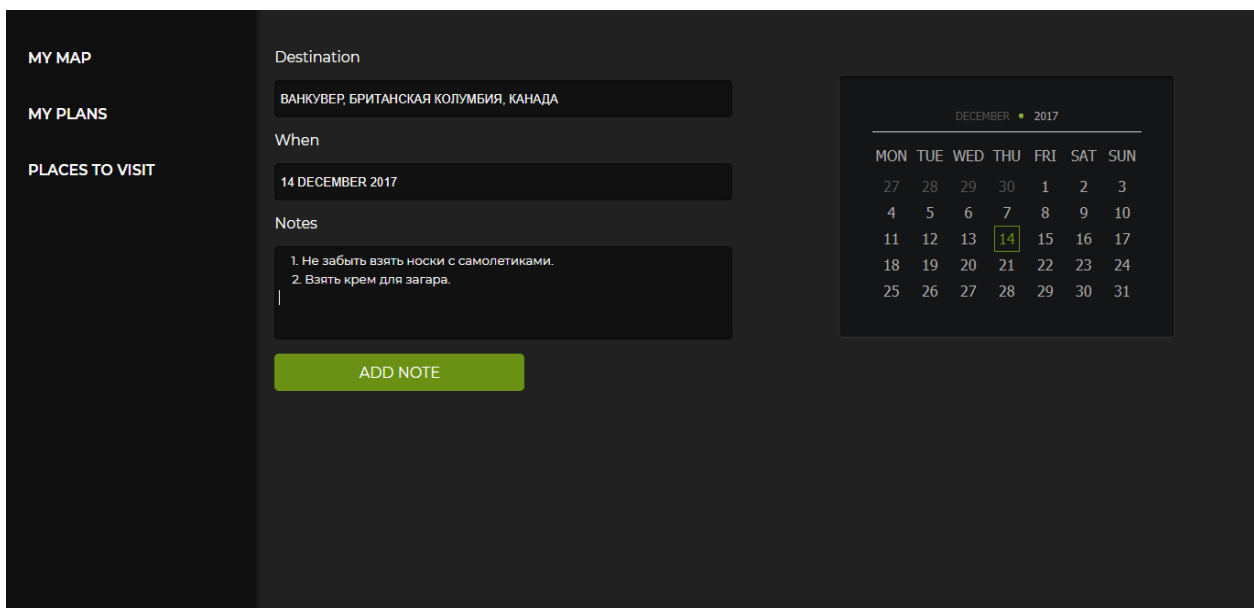 MY MAP
MY PLANS
PLACES TO VISIT
Destination
ВАНКУВЕР, БРИТАНСКАЯ КОЛУМБИЯ, КАНАДА
When
14 DECEMBER 2017
Notes
1. Не забыть взять носки с самолетиками.
2. Взять крем для загара.
ADD NOTE
DECEMBER • 2017
MON TUE WED THU FRI SAT SUN
27 28 29 30 1 2 3
4 5 6 7 8 9 10
11 12 13 14 15 16 17
18 19 20 21 22 23 24
25 26 27 28 29 30 31